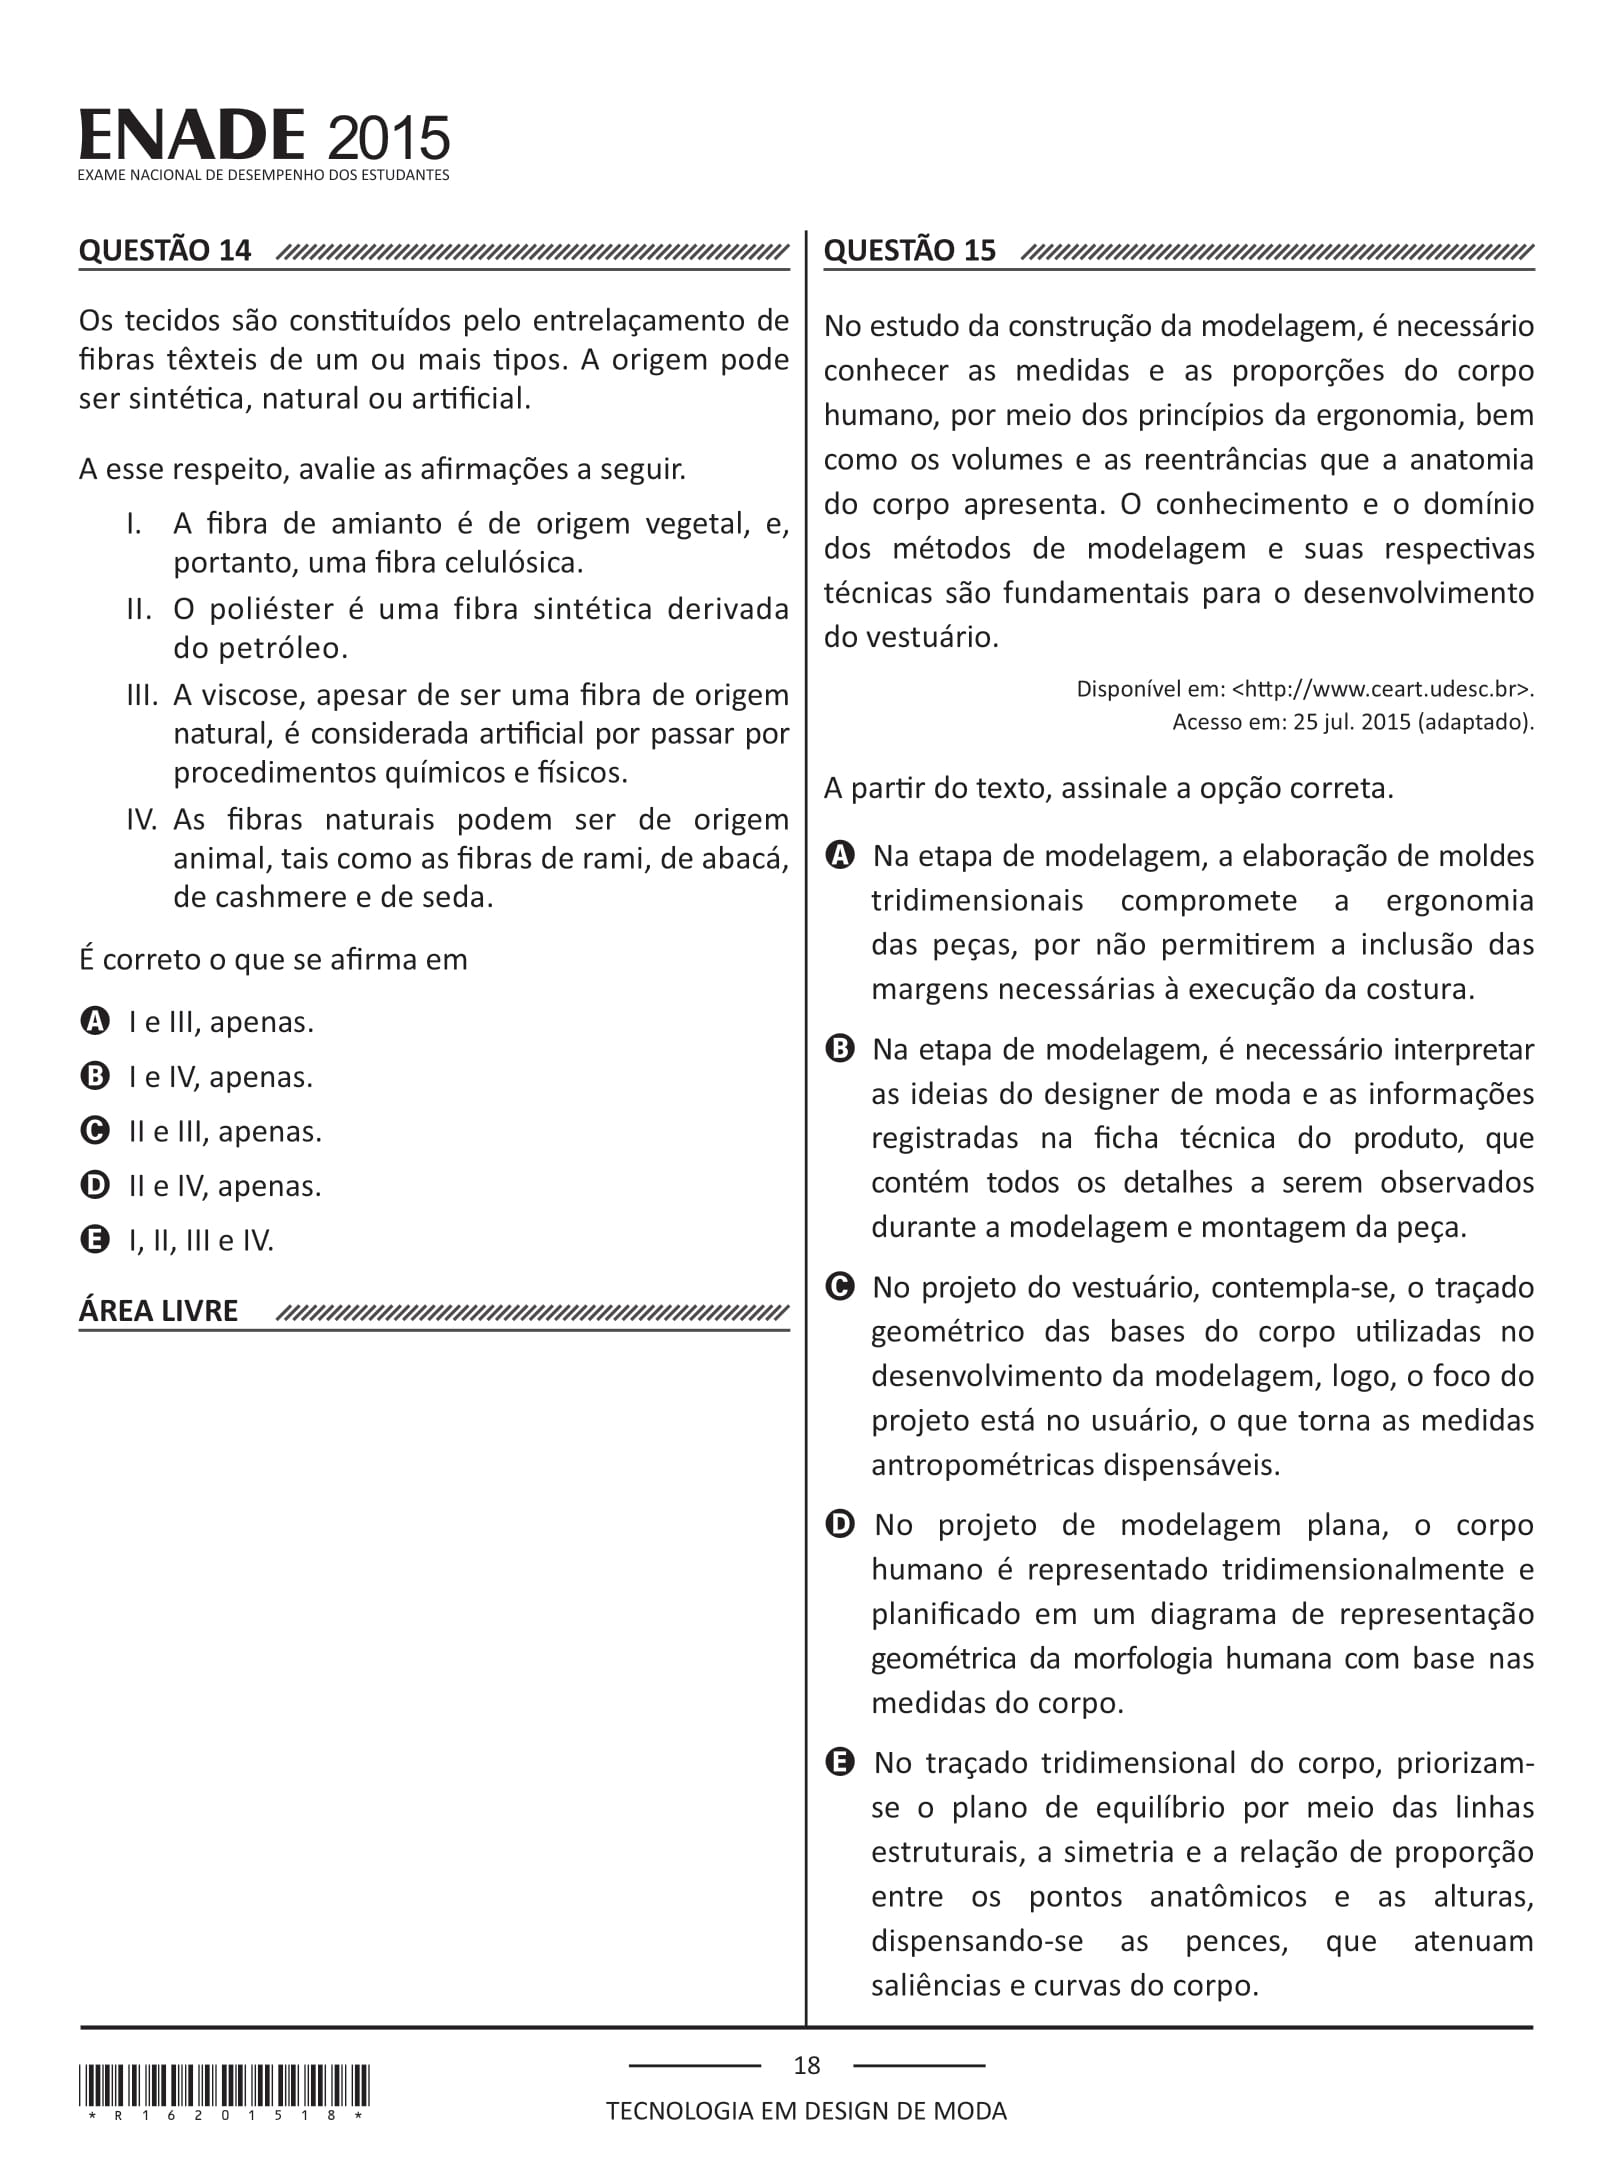 ENADE 2015
EXAME NACIONAL DE DESEMPENHO DOS ESTUDANTES
QUESTÃO 14
Os tecidos são constituídos pelo entrelaçamento de
fibras têxteis de um ou mais tipos. A origem pode
ser sintética, natural ou artificial.
A esse respeito, avalie as afirmações a seguir.
I. A fibra de amianto é de origem vegetal, e,
portanto, uma fibra celulósica.
II. O poliéster é uma fibra sintética derivada
do petróleo.
III. A viscose, apesar de ser uma fibra de origem
natural, é considerada artificial por passar por
procedimentos químicos e físicos.
IV. As fibras naturais podem ser de origem
animal, tais como as fibras de rami, de abacá,
de cashmere e de seda.
É correto o que se afirma em
A I e III, apenas.
B I e IV, apenas.
C II e III, apenas.
D II e IV, apenas.
E I, II, III e IV.
ÁREA LIVRE
QUESTÃO 15
No estudo da construção da modelagem, é necessário
conhecer as medidas e as proporções do corpo
humano, por meio dos princípios da ergonomia, bem
como os volumes e as reentrâncias que a anatomia
do corpo apresenta. O conhecimento e o domínio
dos métodos de modelagem e suas respectivas
técnicas são fundamentais para o desenvolvimento
do vestuário.
Disponível em: <http://www.ceart.udesc.br>.
Acesso em: 25 jul. 2015 (adaptado).
A partir do texto, assinale a opção correta.
A Na etapa de modelagem, a elaboração de moldes
tridimensionais compromete a ergonomia
das peças, por não permitirem a inclusão das
margens necessárias à execução da costura.
B Na etapa de modelagem, é necessário interpretar
as ideias do designer de moda e as informações
registradas na ficha técnica do produto, que
contém todos os detalhes a serem observados
durante a modelagem e montagem da peça.
C No projeto do vestuário, contempla-se, o traçado
geométrico das bases do corpo utilizadas no
desenvolvimento da modelagem, logo, o foco do
projeto está no usuário, o que torna as medidas
antropométricas dispensáveis.
D No projeto de modelagem plana, o corpo
humano é representado tridimensionalmente e
planificado em um diagrama de representação
geométrica da morfologia humana com base nas
medidas do corpo.
E No traçado tridimensional do corpo, priorizam-
se o plano de equilíbrio por meio das linhas
estruturais, a simetria e a relação de proporção
entre os pontos anatômicos e as alturas,
dispensando-se as pences, que atenuam
saliências e curvas do corpo.
*R16201518*
18
TECNOLOGIA EM DESIGN DE MODA